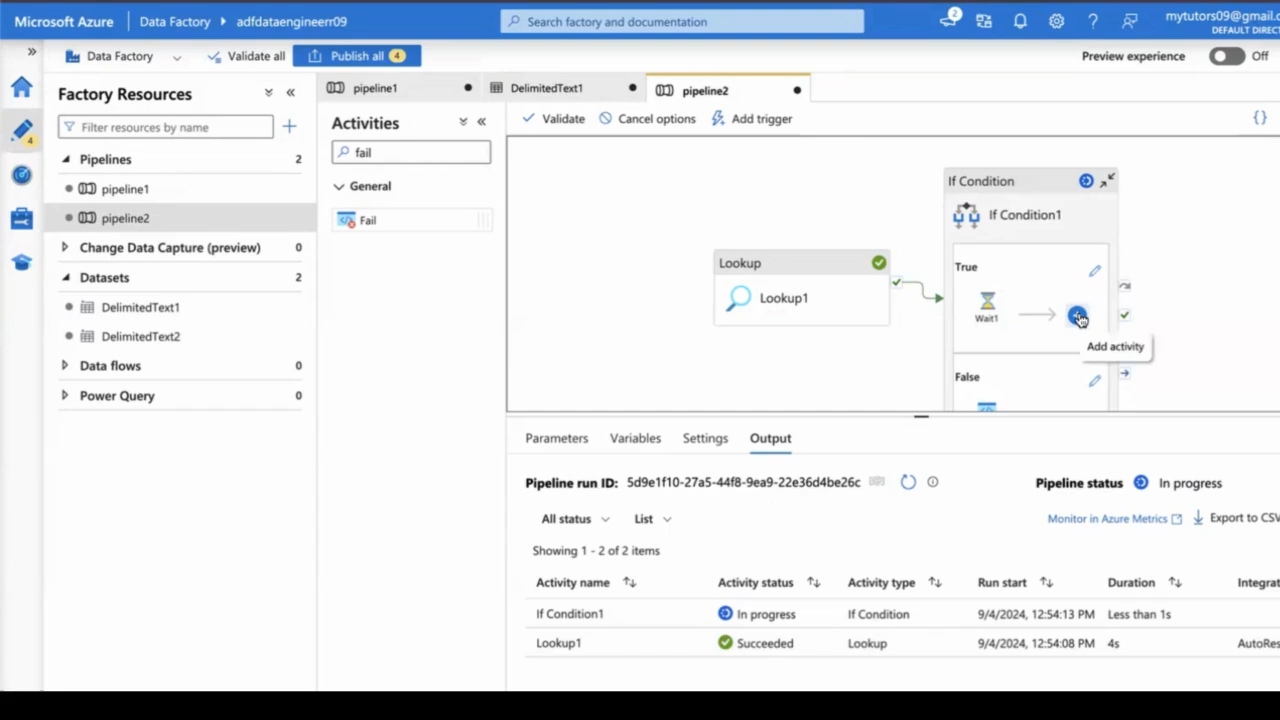 Microsoft Azure
Data Factory
adfdataengineerr09
Search factory and documentation
2
mytutors09@gmail.c
DEFAULT DIRECT
Data Factory
Validate all
Publish all 4
Preview experience
Off
Factory Resources
Filter resources by name
4
Pipelines 2
pipeline1
pipeline2
Change Data Capture (preview) 0
Datasets 2
DelimitedText1
DelimitedText2
Data flows 0
Power Query 0
pipeline1
DelimitedText1
pipeline2
Activities
fail
General
Fail
Validate
Cancel options
Add trigger
{}
If Condition
If Condition1
Lookup
Lookup1
True
Wait1
Add activity
False
Parameters
Variables
Settings
Output
Pipeline run ID: 5d9e1f10-27a5-44f8-9ea9-22e36d4be26c
Pipeline status In progress
All status
List
Monitor in Azure Metrics
Export to CSV
Showing 1 - 2 of 2 items
Activity name Activity status Activity type Run start Duration Integrat
If Condition1 In progress If Condition 9/4/2024, 12:54:13 PM Less than 1s
Lookup1 Succeeded Lookup 9/4/2024, 12:54:08 PM 4s AutoRes